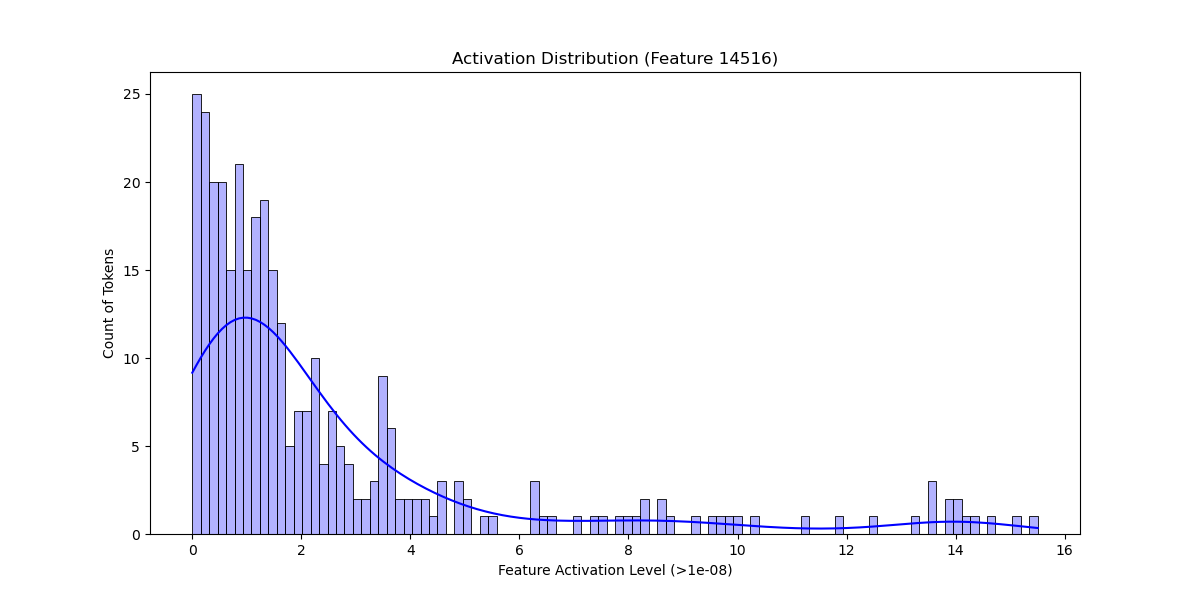 Activation Distribution (Feature 14516)
Count of Tokens
25
20
15
10
5
0
0 2 4 6 8 10 12 14 16
Feature Activation Level (>1e-08)